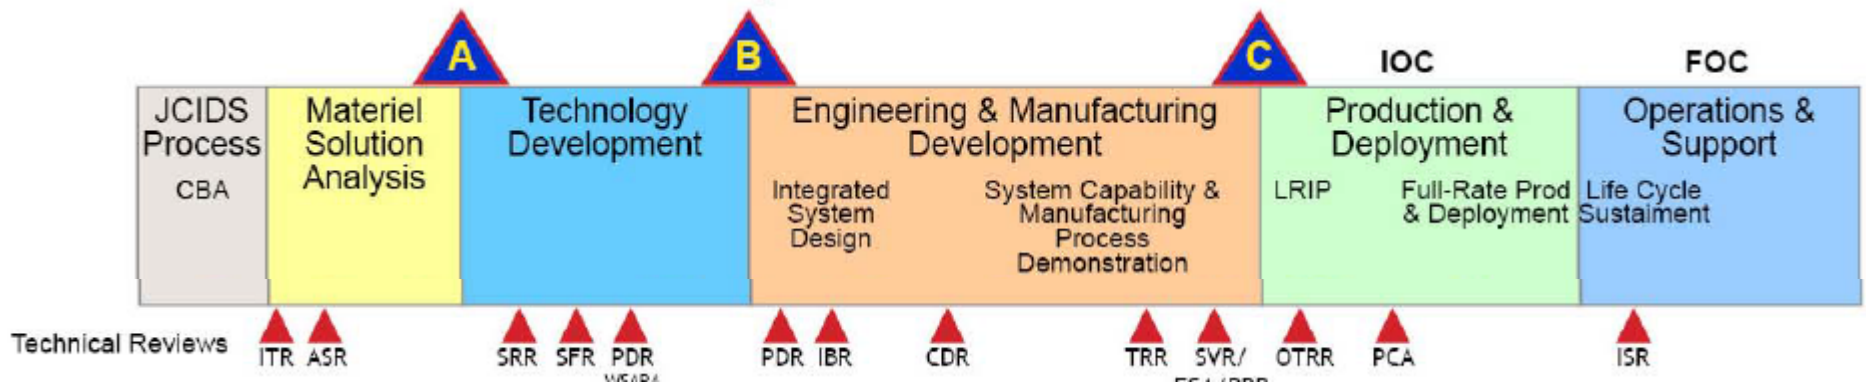 A
B
C
IOC
FOC
JCIDS
Process
CBA
Materiel
Solution
Analysis
Technology
Development
Engineering & Manufacturing
Development
Integrated
System
Design
System Capability &
Manufacturing
Process
Demonstration
Production &
Deployment
LRIP
Full-Rate Prod
& Deployment
Operations &
Support
Life Cycle
Sustaiment
Technical Reviews
ITR
ASR
SRR
SFR
PDR
PDR
IBR
CDR
TRR
SVR/
OTRR
PCA
ISR